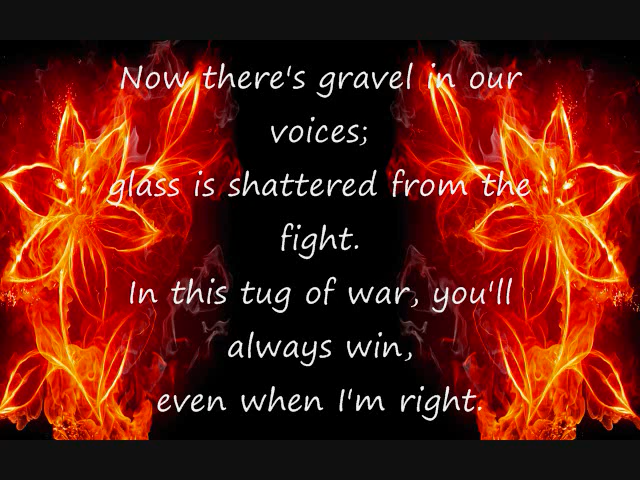 Now there's gravel in our
voices;
glass is shattered from the
fight.
In this tug of war, you'll
always win,
even when I'm right.